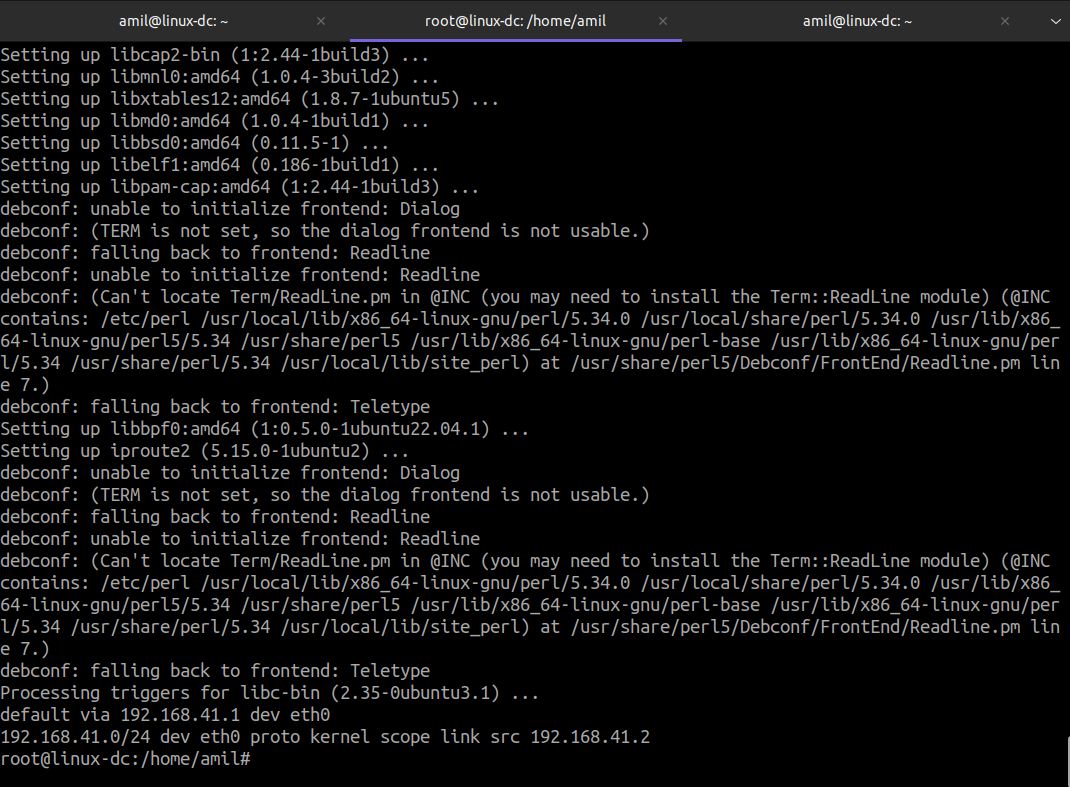 amil@linux-dc: ~ × root@linux-dc: /home/amil × amil@linux-dc: ~ ×
Setting up libcap2-bin (1:2.44-1build3) ...
Setting up libmnl0:amd64 (1.0.4-3build2) ...
Setting up libxtables12:amd64 (1.8.7-1ubuntu5) ...
Setting up libmd0:amd64 (1.0.4-1build1) ...
Setting up libbsd0:amd64 (0.11.5-1) ...
Setting up libelf1:amd64 (0.186-1build1) ...
Setting up libpam-cap:amd64 (1:2.44-1build3) ...
debconf: unable to initialize frontend: Dialog
debconf: (TERM is not set, so the dialog frontend is not usable.)
debconf: falling back to frontend: Readline
debconf: unable to initialize frontend: Readline
debconf: (Can't locate Term/ReadLine.pm in @INC (you may need to install the Term::ReadLine module) (@INC
contains: /etc/perl /usr/local/lib/x86_64-linux-gnu/perl/5.34.0 /usr/local/share/perl/5.34.0 /usr/lib/x86_
64-linux-gnu/perl5/5.34 /usr/share/perl5 /usr/lib/x86_64-linux-gnu/perl-base /usr/lib/x86_64-linux-gnu/per
l/5.34 /usr/share/perl/5.34 /usr/local/lib/site_perl) at /usr/share/perl5/Debconf/FrontEnd/Readline.pm lin
e 7.)
debconf: falling back to frontend: Teletype
Setting up libbpf0:amd64 (1:0.5.0-1ubuntu22.04.1) ...
Setting up iproute2 (5.15.0-1ubuntu2) ...
debconf: unable to initialize frontend: Dialog
debconf: (TERM is not set, so the dialog frontend is not usable.)
debconf: falling back to frontend: Readline
debconf: unable to initialize frontend: Readline
debconf: (Can't locate Term/ReadLine.pm in @INC (you may need to install the Term::ReadLine module) (@INC
contains: /etc/perl /usr/local/lib/x86_64-linux-gnu/perl/5.34.0 /usr/local/share/perl/5.34.0 /usr/lib/x86_
64-linux-gnu/perl5/5.34 /usr/share/perl5 /usr/lib/x86_64-linux-gnu/perl-base /usr/lib/x86_64-linux-gnu/per
l/5.34 /usr/share/perl/5.34 /usr/local/lib/site_perl) at /usr/share/perl5/Debconf/FrontEnd/Readline.pm lin
e 7.)
debconf: falling back to frontend: Teletype
Processing triggers for libc-bin (2.35-0ubuntu3.1) ...
default via 192.168.41.1 dev eth0
192.168.41.0/24 dev eth0 proto kernel scope link src 192.168.41.2
root@linux-dc:/home/amil#